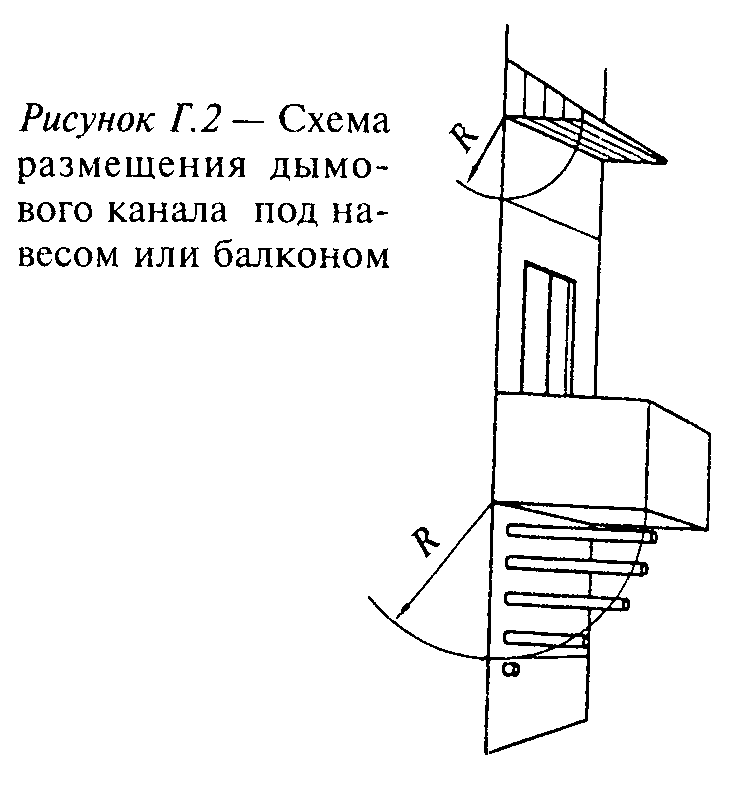 Рисунок Г.2 — Схема
размещения дымо-
вого канала под на-
весом или балконом
R
R